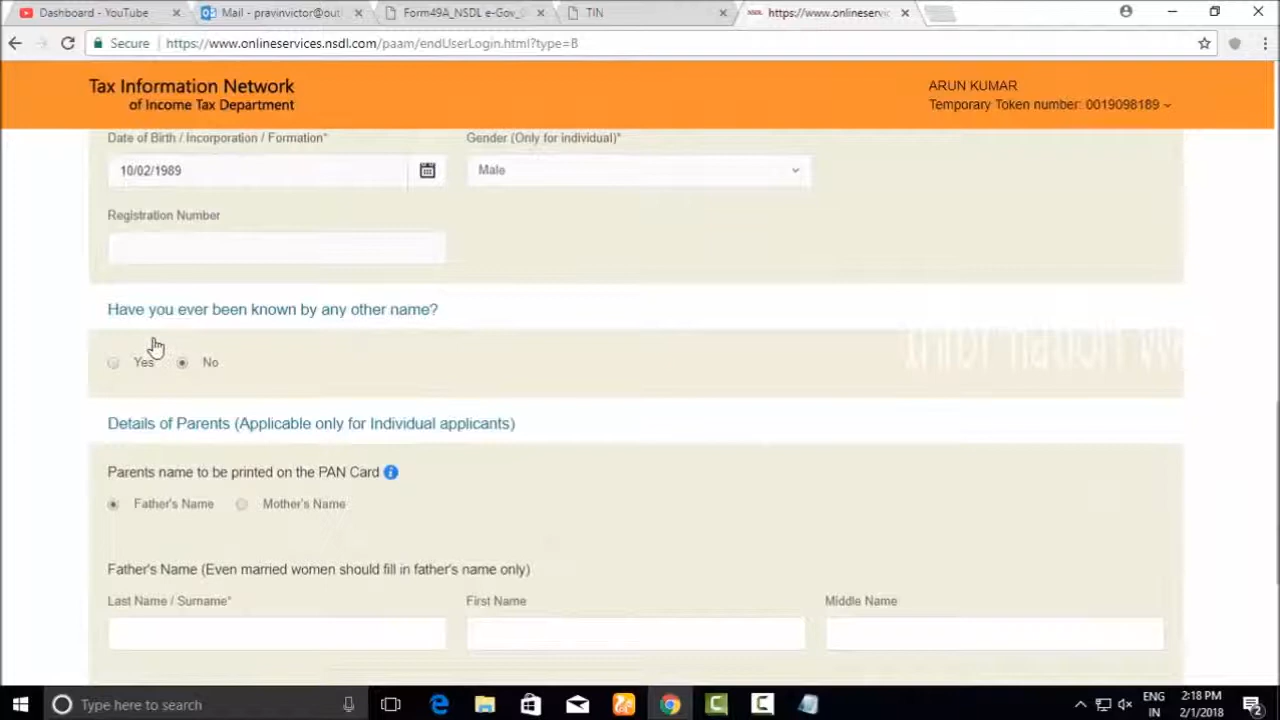 Dashboard - YouTube
Mail - pravinvictor@out
Form49A_NSDL e-Gov_
TIN
https://www.onlineservic
Secure https://www.onlineservices.nsdl.com/paam/endUserLogin.html?type=B
Tax Information Network
of Income Tax Department
ARUN KUMAR
Temporary Token number: 0019098189
Date of Birth / Incorporation / Formation*
Gender (Only for individual)*
10/02/1989
Male
Registration Number
Have you ever been known by any other name?
Yes No
Details of Parents (Applicable only for Individual applicants)
Parents name to be printed on the PAN Card
Father's Name Mother's Name
Father's Name (Even married women should fill in father's name only)
Last Name / Surname*
First Name
Middle Name
Type here to search
ENG
IN
2:18 PM
2/1/2018
2